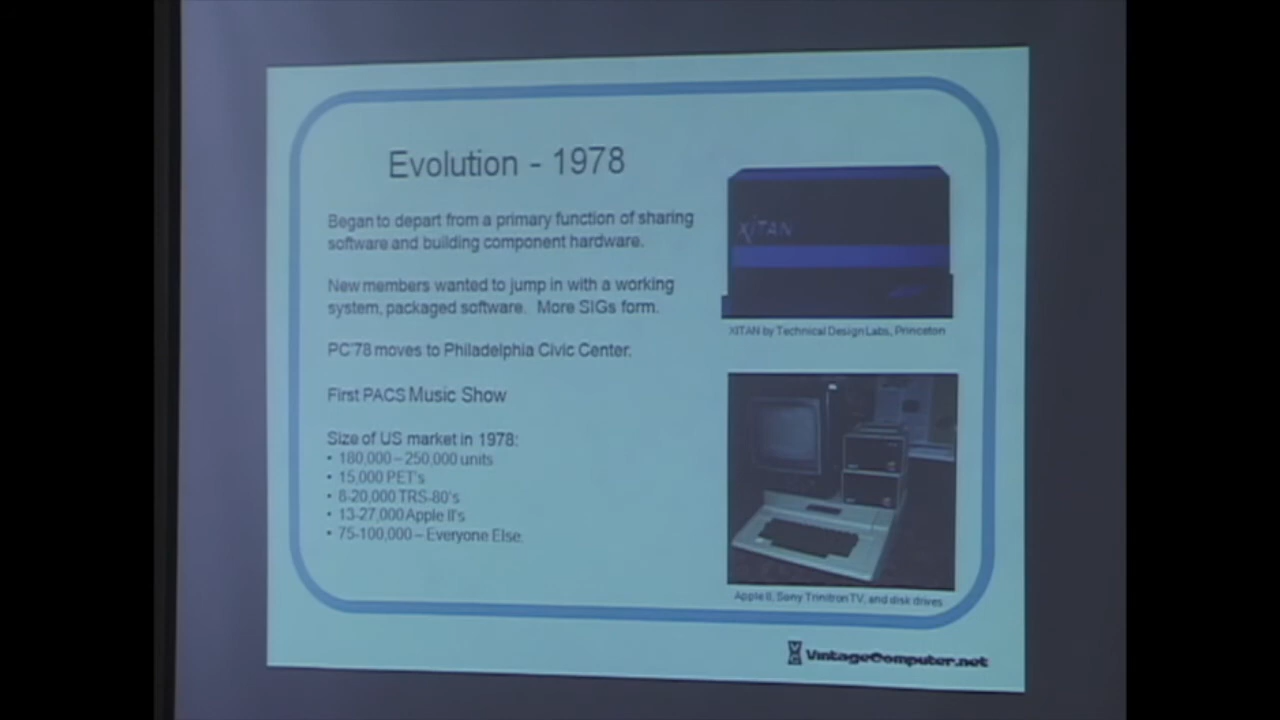 Evolution - 1978
Began to depart from a primary function of sharing
software and building component hardware.
New members wanted to jump in with a working
system, packaged software. More SIGs form.
PC'78 moves to Philadelphia Civic Center.
First PACS Music Show
Size of US market in 1978:
• 180,000 – 250,000 units
• 15,000 PET's
• 8-20,000 TRS-80's
• 13-27,000 Apple II's
• 75-100,000 – Everyone Else
XITAN
XITAN by Technical Design Labs, Princeton
Apple II, Sony Trinitron TV, and disk drives
VintageComputer.net